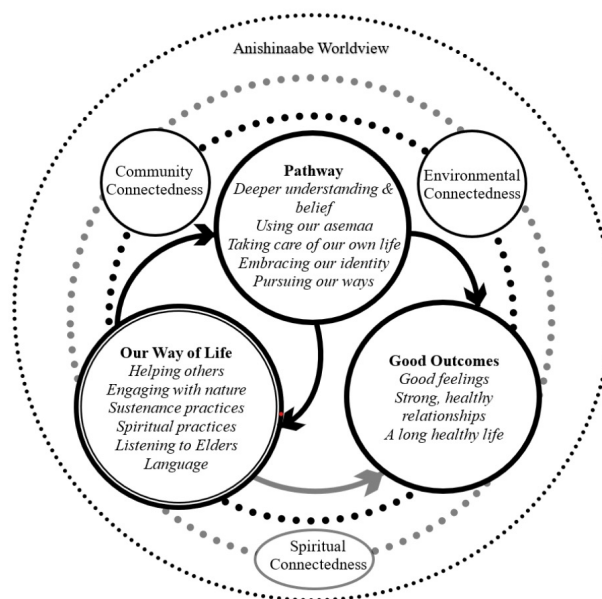 Anishinaabe Worldview
Community
Connectedness
Pathway
Deeper understanding &
belief
Using our asemaa
Taking care of our own life
Embracing our identity
Pursuing our ways
Environmental
Connectedness
Our Way of Life
Helping others
Engaging with nature
Sustenance practices
Spiritual practices
Listening to Elders
Language
Good Outcomes
Good feelings
Strong, healthy
relationships
A long healthy life
Spiritual
Connectedness